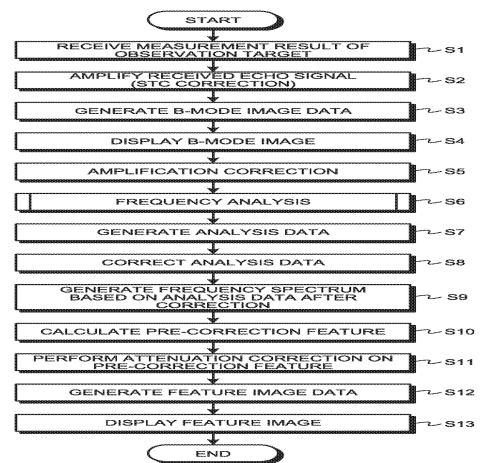 START
RECEIVE MEASUREMENT RESULT OF
OBSERVATION TARGET
S1
AMPLIFY RECEIVED ECHO SIGNAL
(STC CORRECTION)
S2
GENERATE B-MODE IMAGE DATA
S3
DISPLAY B-MODE IMAGE
S4
AMPLIFICATION CORRECTION
S5
FREQUENCY ANALYSIS
S6
GENERATE ANALYSIS DATA
S7
CORRECT ANALYSIS DATA
S8
GENERATE FREQUENCY SPECTRUM
BASED ON ANALYSIS DATA AFTER
CORRECTION
S9
CALCULATE PRE-CORRECTION FEATURE
S10
PERFORM ATTENUATION CORRECTION ON
PRE-CORRECTION FEATURE
S11
GENERATE FEATURE IMAGE DATA
S12
DISPLAY FEATURE IMAGE
S13
END